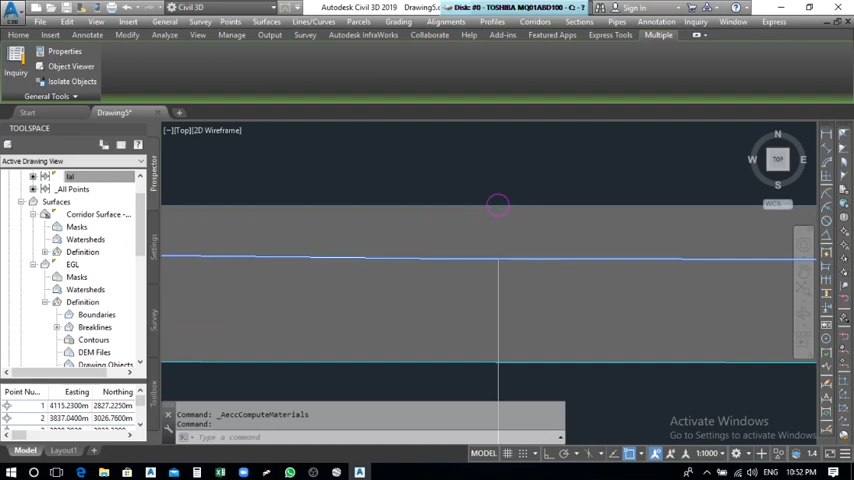 Civil 3D
Autodesk Civil 3D 2019
Drawing5.
Disk: #0 - TOSHIBA MQ01ABD100 - C: -
Sign In
Insert
General
Survey
Points
Surfaces
Lines/Curves
Parcels
Grading
Alignments
Profiles
Corridors
Sections
Pipes
Annotation
Inquiry
Window
Express
Home
Insert
Annotate
Modify
Analyze
View
Manage
Output
Survey
Autodesk InfraWorks
Collaborate
Help
Add-ins
Featured Apps
Express Tools
Multiple
Inquiry
Properties
Object Viewer
Isolate Objects
General Tools
Start
Drawing5*
TOOLSPACE
Active Drawing View
lal
_All Points
Surfaces
Corridor Surface - ...
Masks
Watersheds
Definition
EGL
Masks
Watersheds
Definition
Boundaries
Breaklines
Contours
DEM Files
Drawing Objects
Prospector
Settings
Survey
Toolbox
Point Num..
Easting
Northing
1 4115.2300m 2827.2250m
2 3837.0400m 3026.7600m
[−][Top][2D Wireframe]
N
W
TOP
E
S
WCS
Command: _AeccComputeMaterials
Command:
Type a command
Activate Windows
Go to Settings to activate Windows.
Model
Layout1
MODEL
1:1000
1:4
ENG
10:52 PM